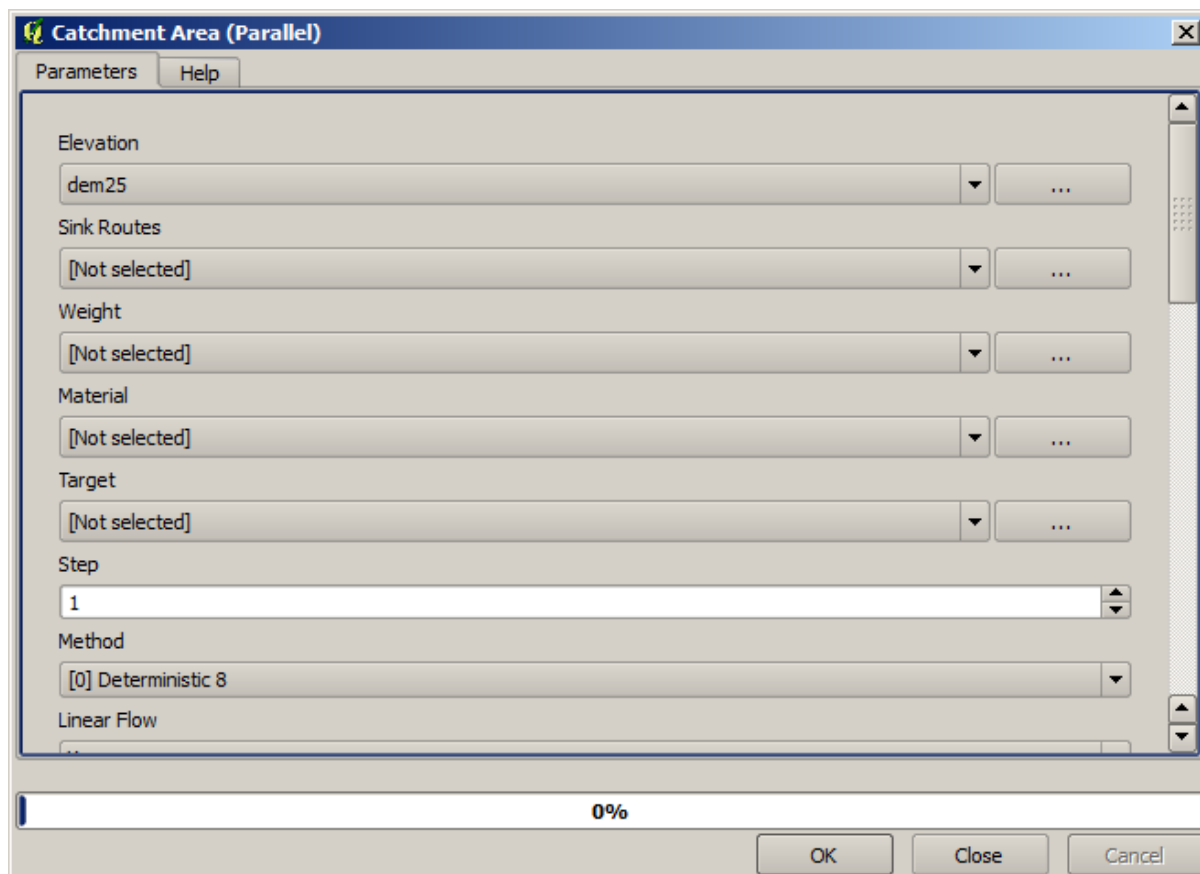 Catchment Area (Parallel)
Parameters Help
Elevation
dem25 ...
Sink Routes
[Not selected] ...
Weight
[Not selected] ...
Material
[Not selected] ...
Target
[Not selected] ...
Step
1
Method
[0] Deterministic 8
Linear Flow
0%
OK Close Cancel